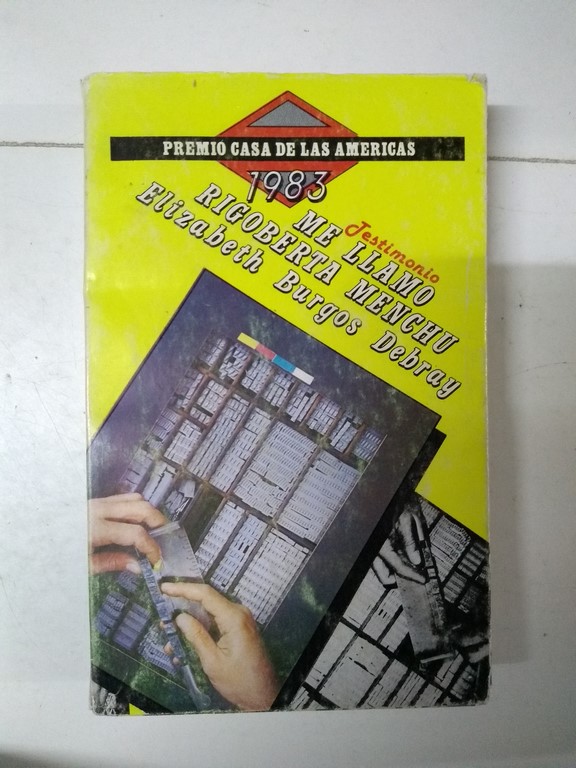 PREMIO CASA DE LAS AMERICAS
1983
Testimonio
ME LLAMO
RIGOBERTA MENCHU
Elizabeth Burgos Debray